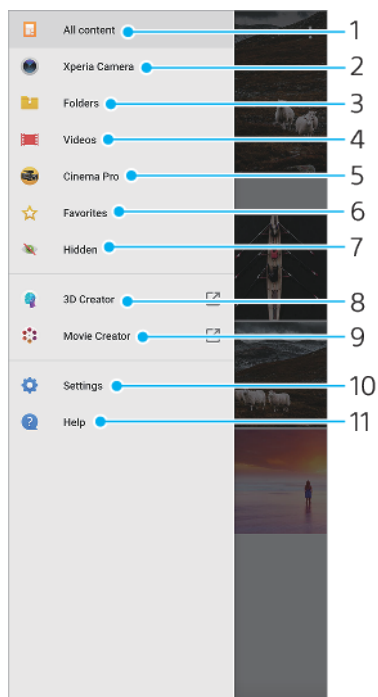 All content 1
Xperia Camera 2
Folders 3
Videos 4
Cinema Pro 5
Favorites 6
Hidden 7
3D Creator 8
Movie Creator 9
Settings 10
? Help 11